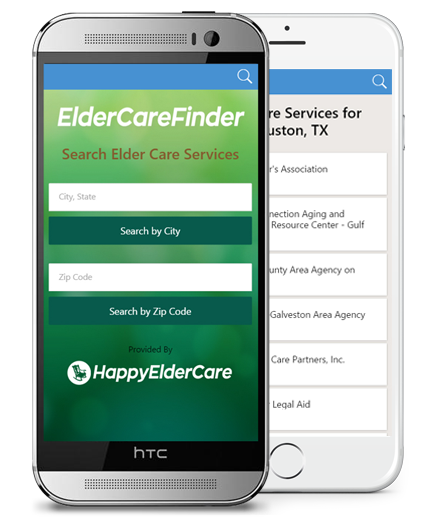 ElderCareFinder
Search Elder Care Services
City, State
Search by City
Zip Code
Search by Zip Code
Provided By
HappyElderCare
hTC
re Services for
uston, TX
r's Association
nnection Aging and
Resource Center - Gulf
unty Area Agency on
Galveston Area Agency
Care Partners, Inc.
Legal Aid